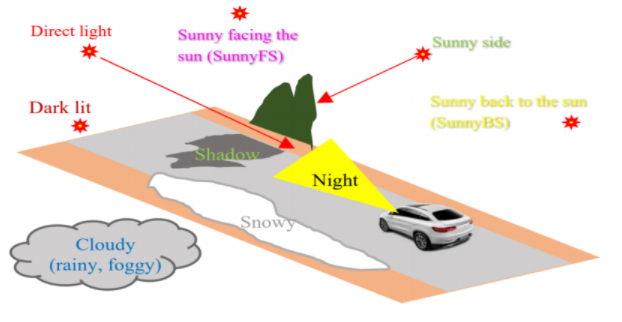 Direct light
Sunny facing the
sun (SunnyFS)
Sunny side
Sunny back to the sun
(SunnyBS)
Dark lit
Shadow
Night
Snowy
Cloudy
(rainy, foggy)